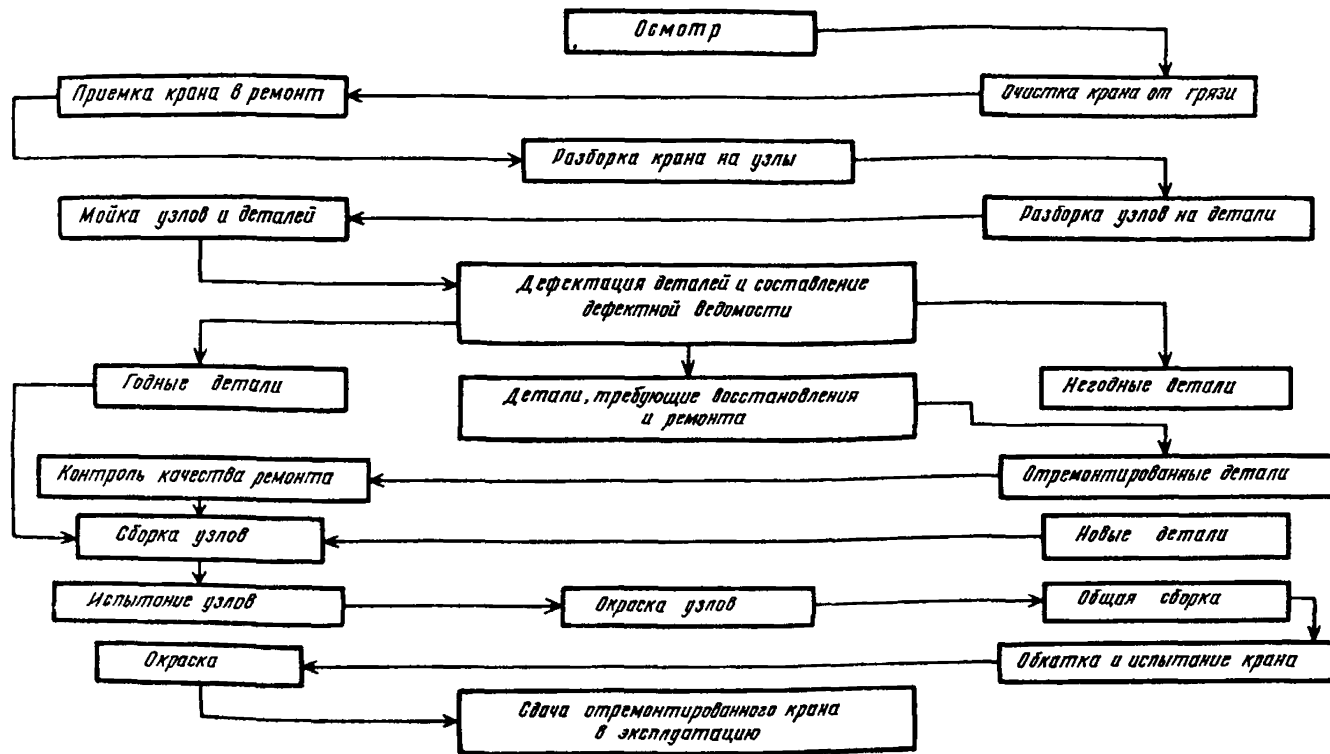 Осмотр
Приемка крана в ремонт
Очистка крана от грязи
Разборка крана на узлы
Мойка узлов и деталей
Разборка узлов на детали
Дефектация деталей и составление
дефектной ведомости
Годные детали
Детали, требующие восстановления
и ремонта
Негодные детали
Контроль качества ремонта
Отремонтированные детали
Сборка узлов
Новые детали
Испытание узлов
Окраска узлов
Общая сборка
Окраска
Обкатка и испытание крана
Сдача отремонтированного крана
в эксплуатацию